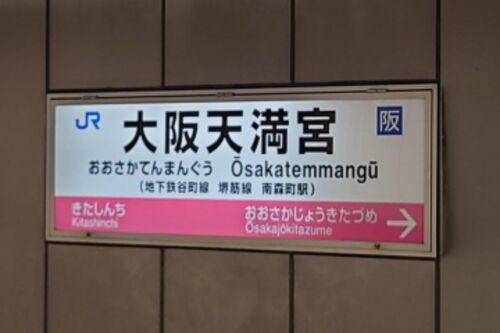 JR 大阪天満宮 阪
おおさかてんまんぐう Ōsakatemmangū
(地下鉄谷町線 堺筋線 南森町駅)
きたしんち おおさかじょうきたづめ →
Kitashinchi Ōsakajōkitazume